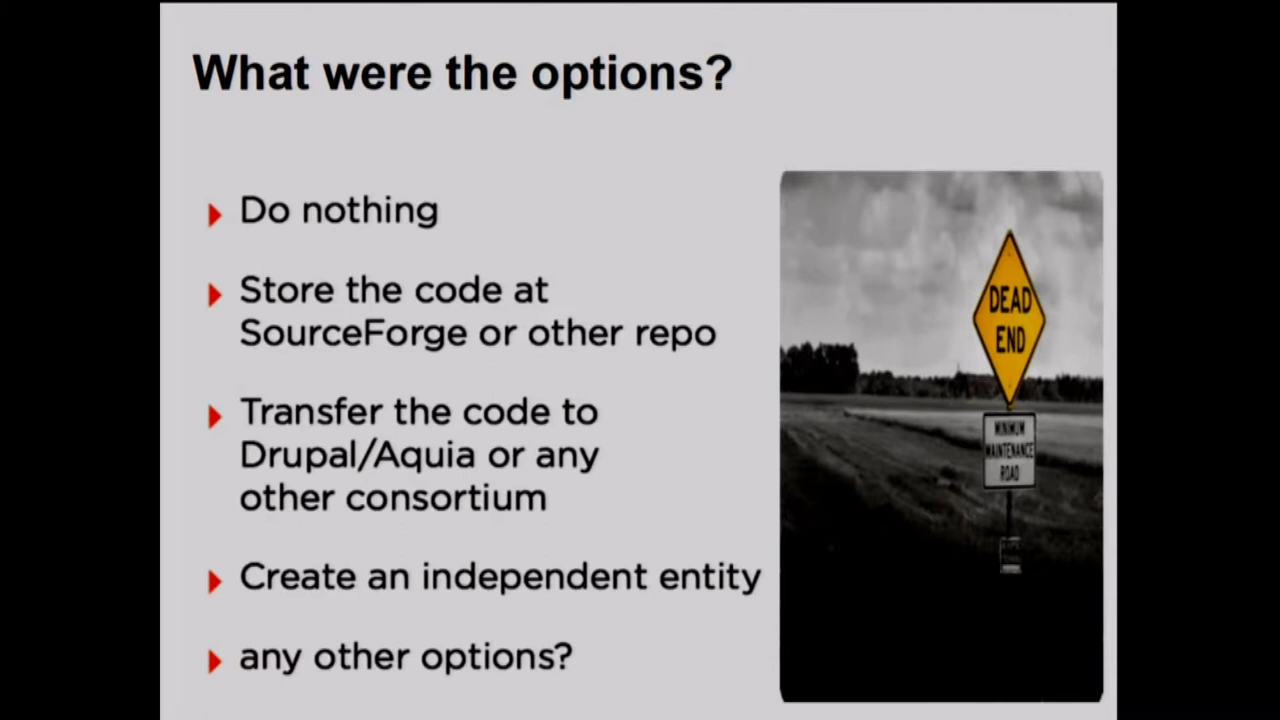 What were the options?
Do nothing
Store the code at
SourceForge or other repo
Transfer the code to
Drupal/Aquia or any
other consortium
Create an independent entity
any other options?
DEAD
END
MINIMUM
MAINTENANCE
ROAD